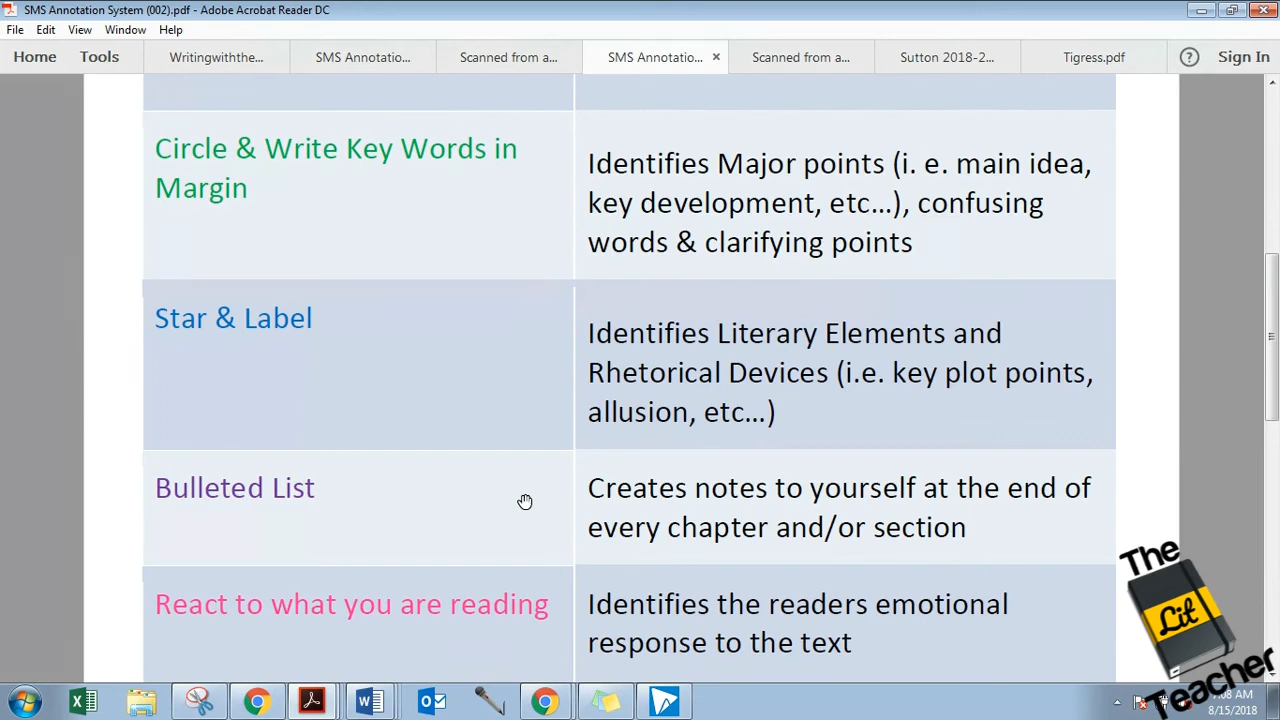 SMS Annotation System (002).pdf - Adobe Acrobat Reader DC
File Edit View Window Help
Home Tools Writingwiththe... SMS Annotatio... Scanned from a... SMS Annotatio... × Scanned from a... Sutton 2018-2... Tigress.pdf ? Sign In
Circle & Write Key Words in
Margin
Identifies Major points (i. e. main idea,
key development, etc…), confusing
words & clarifying points
Star & Label
Identifies Literary Elements and
Rhetorical Devices (i.e. key plot points,
allusion, etc…)
Bulleted List
Creates notes to yourself at the end of
every chapter and/or section
React to what you are reading
Identifies the readers emotional
response to the text
The
Lit
Teacher
:08 AM
8/15/2018